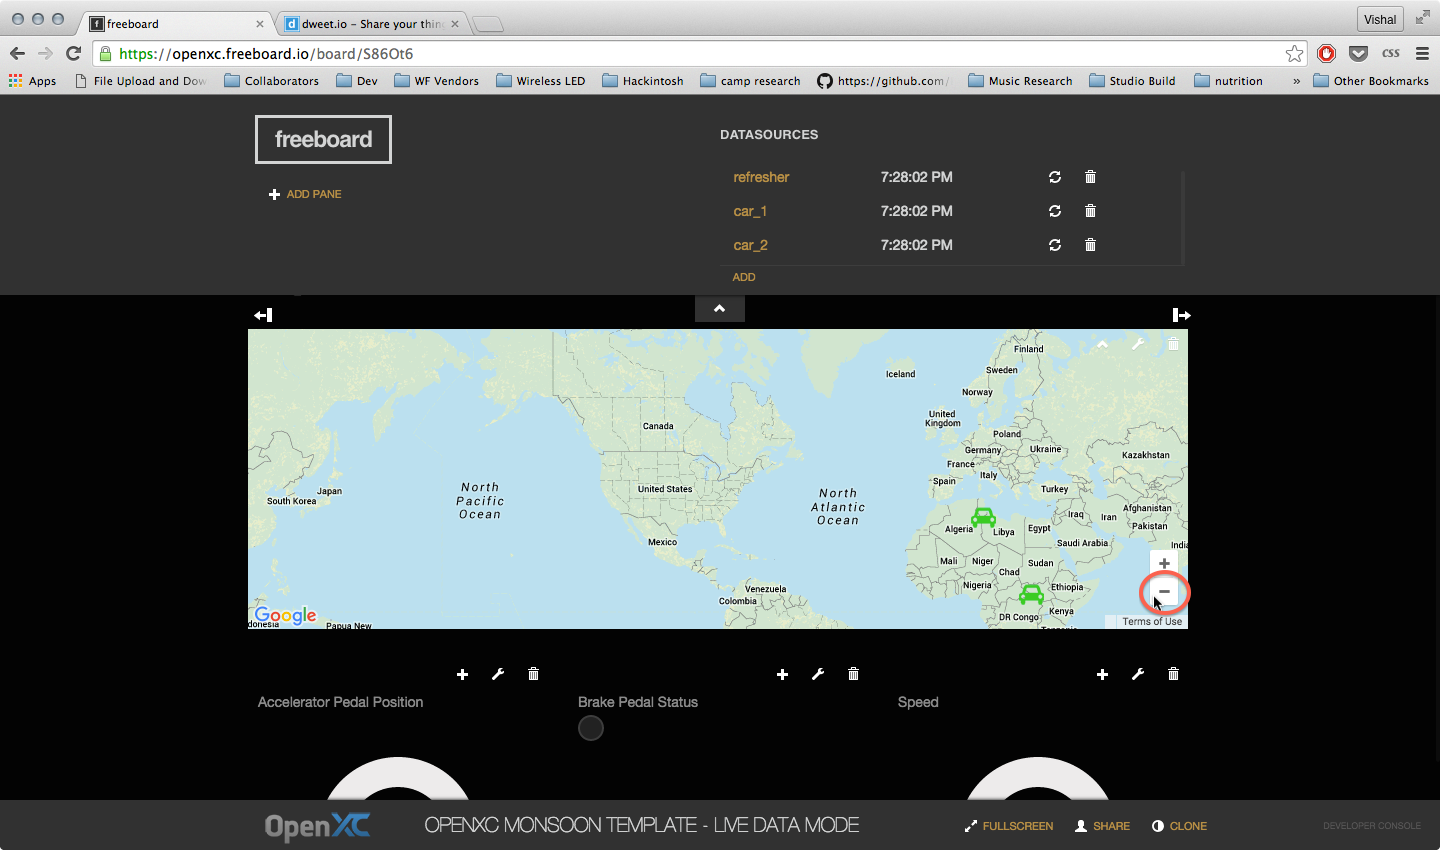 freeboard
dweet.io – Share your thin
Vishal
https://openxc.freeboard.io/board/S86Ot6
CSS
Apps
File Upload and Dow
Collaborators
Dev
WF Vendors
Wireless LED
Hackintosh
camp research
https://github.com/
Music Research
Studio Build
nutrition
»
Other Bookmarks
freeboard
ADD PANE
DATASOURCES
refresher 7:28:02 PM
car_1 7:28:02 PM
car_2 7:28:02 PM
ADD
Finland
Iceland
Sweden
Norway
United
Kingdom
Canada
Poland
Germany
Ukraine
Kazakhstan
France
Italy
Spain
Turkey
Japan
South Korea
North
Pacific
Ocean
United States
North
Atlantic
Ocean
Afghanistan
Iraq
Iran
Pakistan
Algeria
Libya
Egypt
Saudi Arabia
India
Mexico
Mali
Niger
Chad
Sudan
Nigeria
Ethiopia
Venezuela
Colombia
Kenya
DR Congo
Google
donesia
Papua New
Tanzania
Terms of Use
Accelerator Pedal Position
Brake Pedal Status
Speed
OpenXC
OPENXC MONSOON TEMPLATE - LIVE DATA MODE
FULLSCREEN
SHARE
CLONE
DEVELOPER CONSOLE